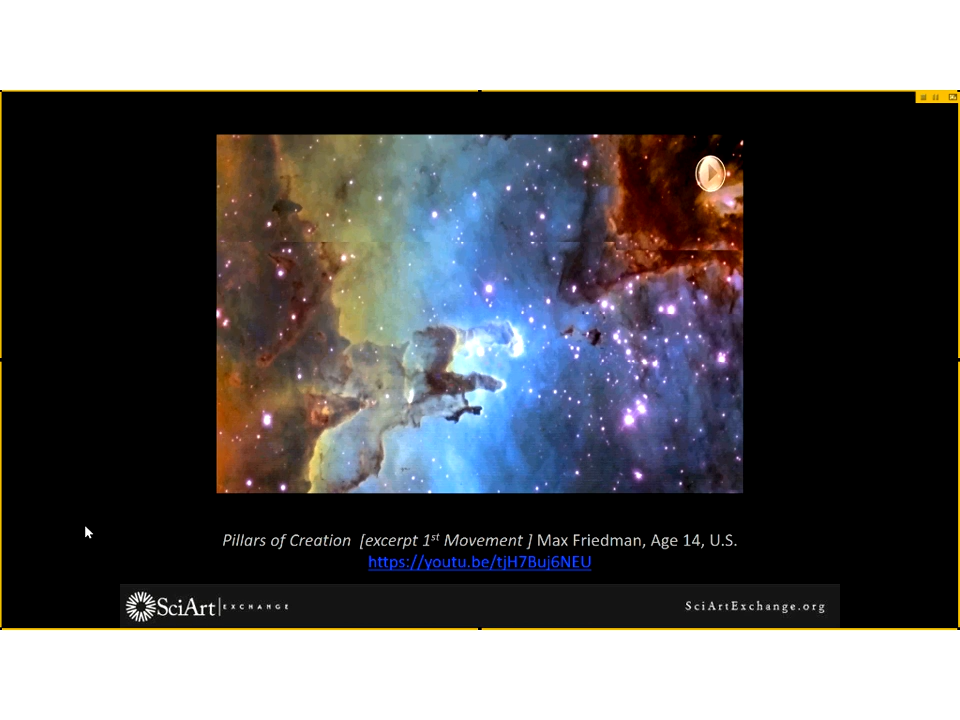 Pillars of Creation [excerpt 1st Movement ] Max Friedman, Age 14, U.S.
https://youtu.be/tjH7Buj6NEU
SciArt|EXCHANGE
SciArtExchange.org